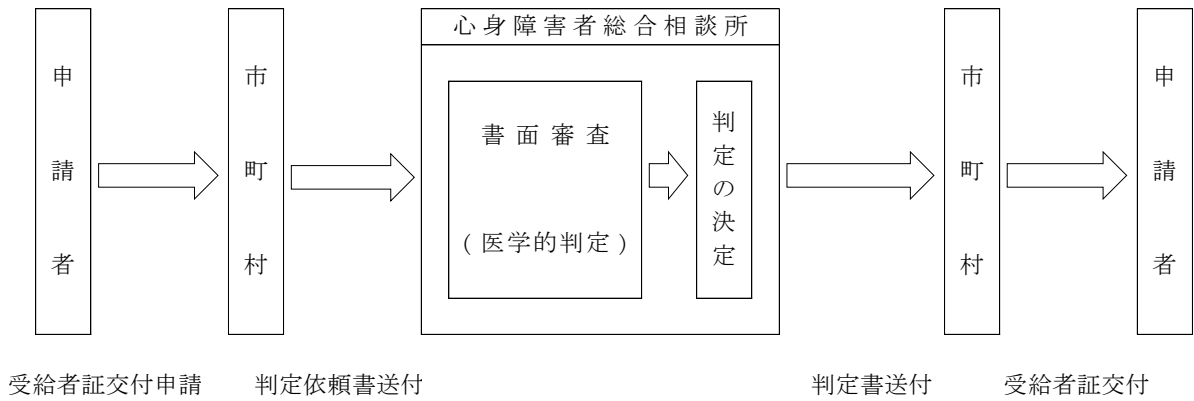 申請者
市町村
心身障害者総合相談所
書面審査
(医学的判定)
判定の決定
市町村
申請者
受給者証交付申請
判定依頼書送付
判定書送付
受給者証交付